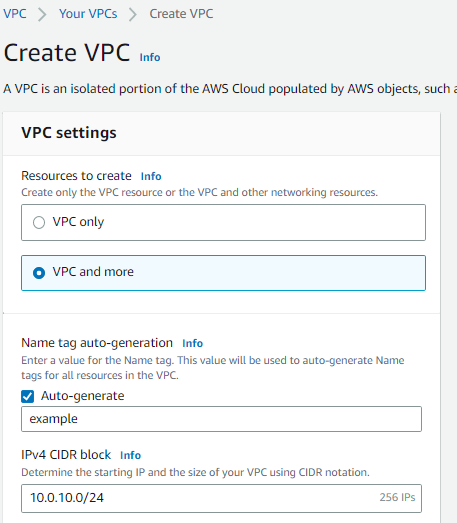 VPC > Your VPCs > Create VPC
Create VPC Info
A VPC is an isolated portion of the AWS Cloud populated by AWS objects, such
VPC settings
Resources to create Info
Create only the VPC resource or the VPC and other networking resources.
VPC only
VPC and more
Name tag auto-generation Info
Enter a value for the Name tag. This value will be used to auto-generate Name
tags for all resources in the VPC.
Auto-generate
example
IPv4 CIDR block Info
Determine the starting IP and the size of your VPC using CIDR notation.
10.0.10.0/24 256 IPs